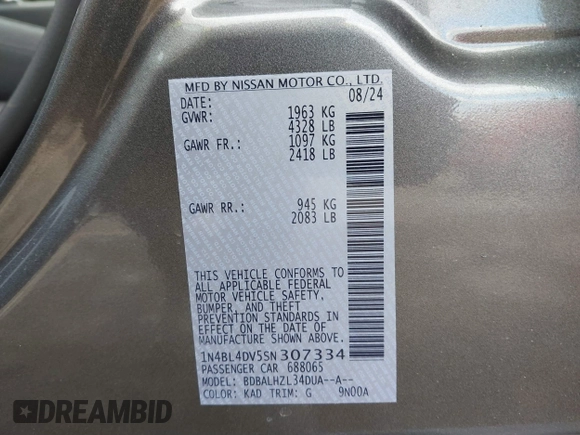 MFD BY NISSAN MOTOR CO., LTD.
DATE: 08/24
GVWR: 1963 KG
4328 LB
GAWR FR.: 1097 KG
2418 LB
GAWR RR.: 945 KG
2083 LB
THIS VEHICLE CONFORMS TO
ALL APPLICABLE FEDERAL
MOTOR VEHICLE SAFETY,
BUMPER, AND THEFT
PREVENTION STANDARDS
IN EFFECT ON THE DATE OF
MANUFACTURE SHOWN ABOVE.
1N4BL4DV5SN307334
PASSENGER CAR 688065
MODEL: BDBALHZL34DUA--A--
COLOR: KAD TRIM: G 9N00A
DREAMBID